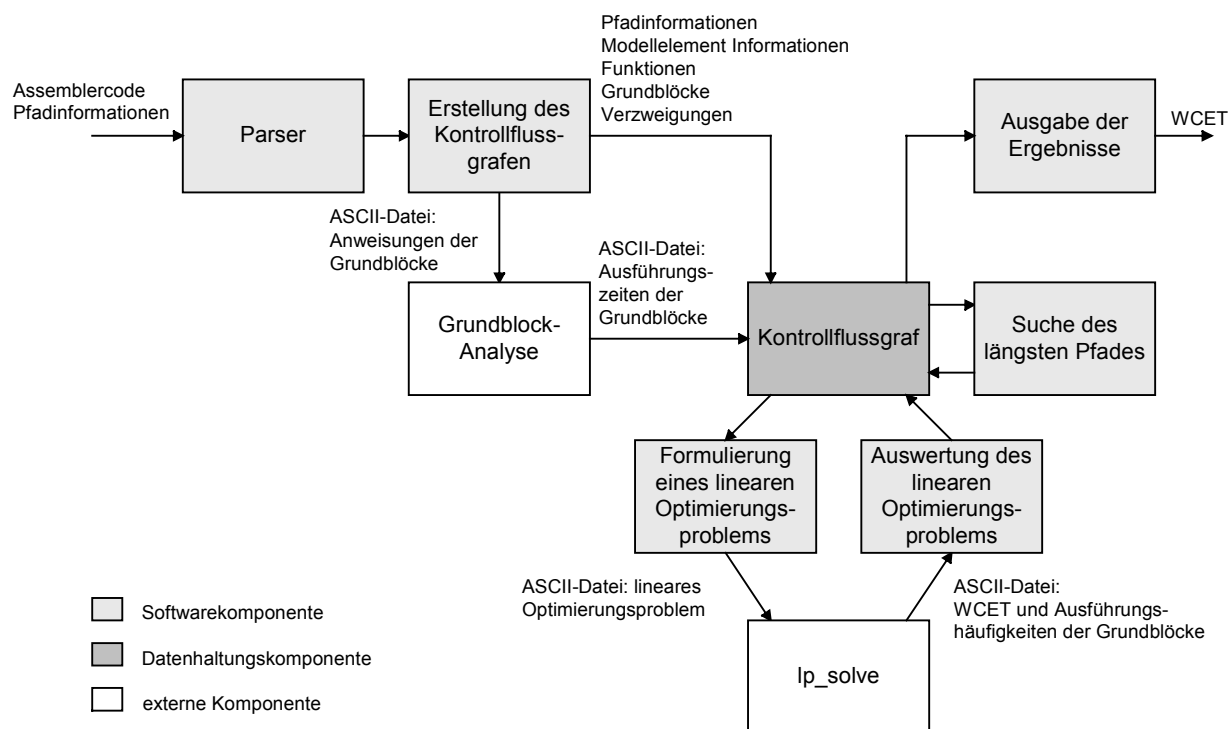 Pfadinformationen
Modellelement Informationen
Funktionen
Grundblöcke
Verzweigungen
Assemblercode
Pfadinformationen
Parser
Erstellung des
Kontrollfluss-
grafen
Ausgabe der
Ergebnisse
WCET
ASCII-Datei:
Anweisungen der
Grundblöcke
ASCII-Datei:
Ausführungs-
zeiten der
Grundblöcke
Grundblock-
Analyse
Kontrollflussgraf
Suche des
längsten Pfades
Formulierung
eines linearen
Optimierungs-
problems
Auswertung des
linearen
Optimierungs-
problems
ASCII-Datei: lineares
Optimierungsproblem
ASCII-Datei:
WCET und Ausführungs-
häufigkeiten der Grundblöcke
lp_solve
Softwarekomponente
Datenhaltungskomponente
externe Komponente